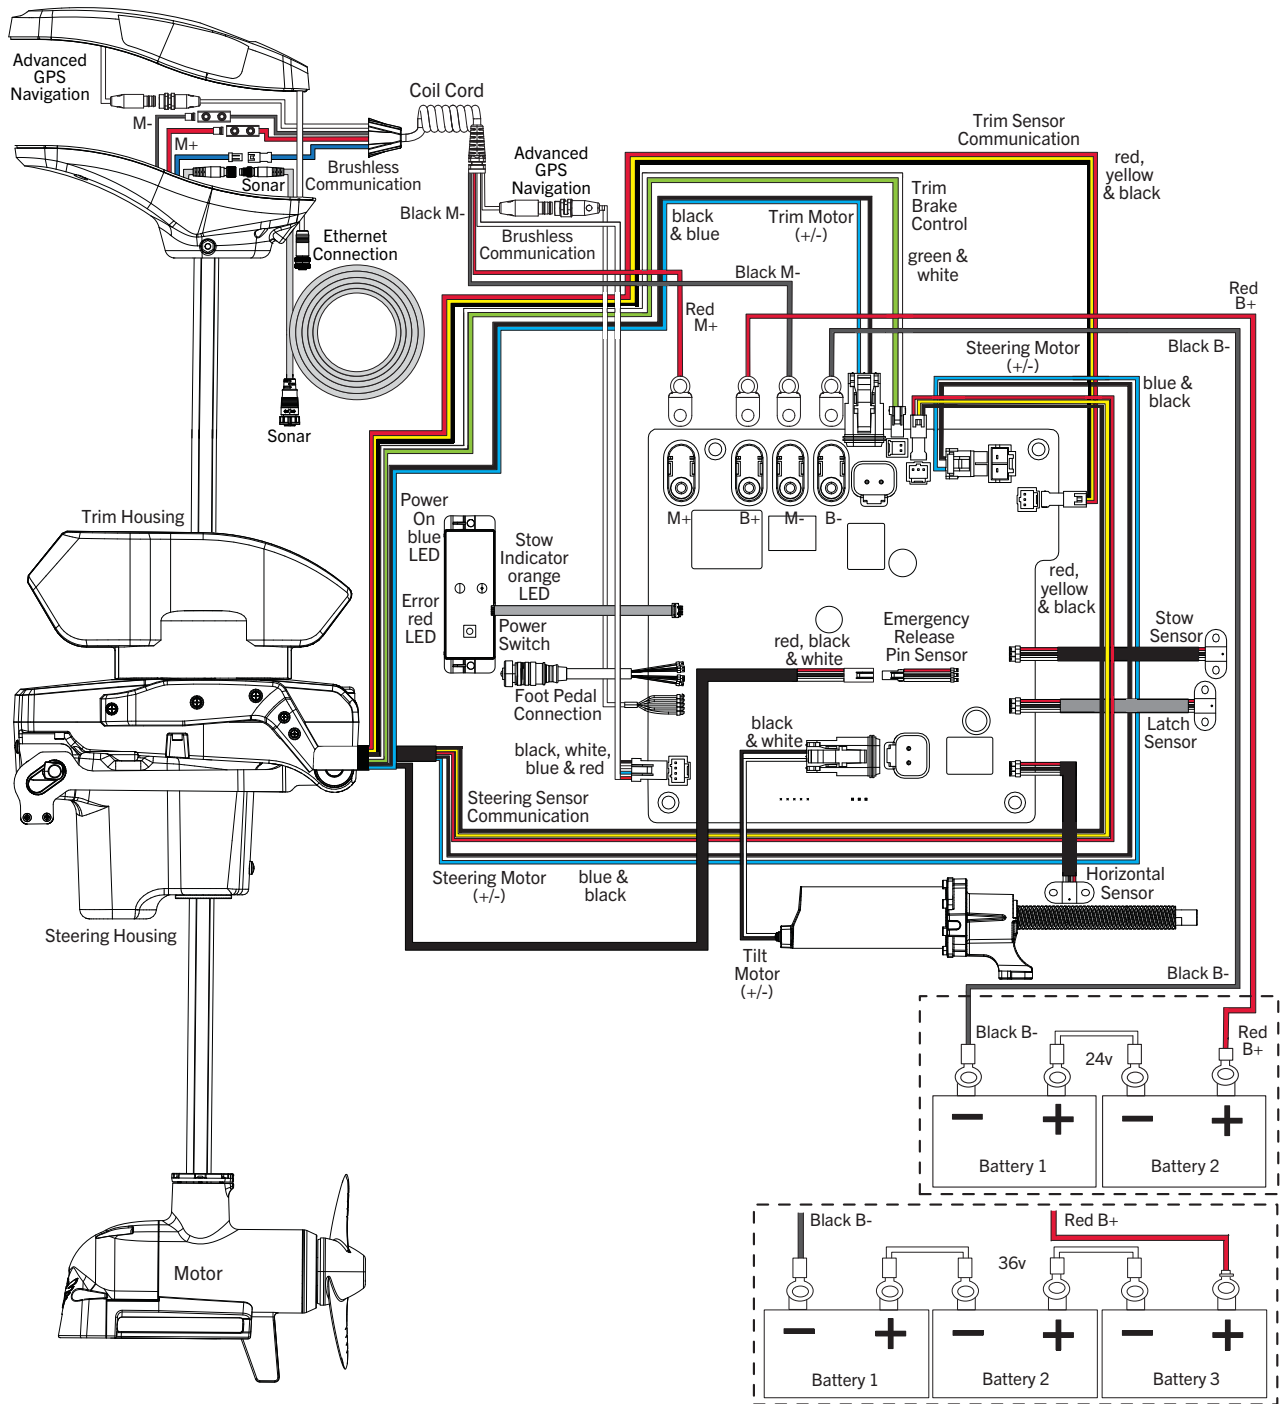 Advanced
GPS
Navigation
M-
M+
Coil Cord
Brushless
Communication
Sonar
Ethernet
Connection
Sonar
Black M-
Advanced
GPS
Navigation
Brushless
Communication
black
& blue
Trim Motor
(+/-)
Trim Sensor
Communication
Trim
Brake
Control
green &
white
red,
yellow
& black
Black M-
Red
M+
Red
B+
Black B-
Steering Motor
(+/-)
blue &
black
M+
B+
M-
B-
Trim Housing
Power
On
blue
LED
Stow
Indicator
orange
LED
Error
red
LED
Power
Switch
Foot Pedal
Connection
red, black
& white
Emergency
Release
Pin Sensor
red,
yellow
& black
Stow
Sensor
Latch
Sensor
black
& white
black, white,
blue & red
Steering Sensor
Communication
Steering Motor
(+/-)
blue &
black
Horizontal
Sensor
Steering Housing
Tilt
Motor
(+/-)
Black B-
Black B-
24v
Red
B+
− + − +
Battery 1
Battery 2
Black B-
Red B+
36v
− + − + − +
Battery 1
Battery 2
Battery 3
Motor